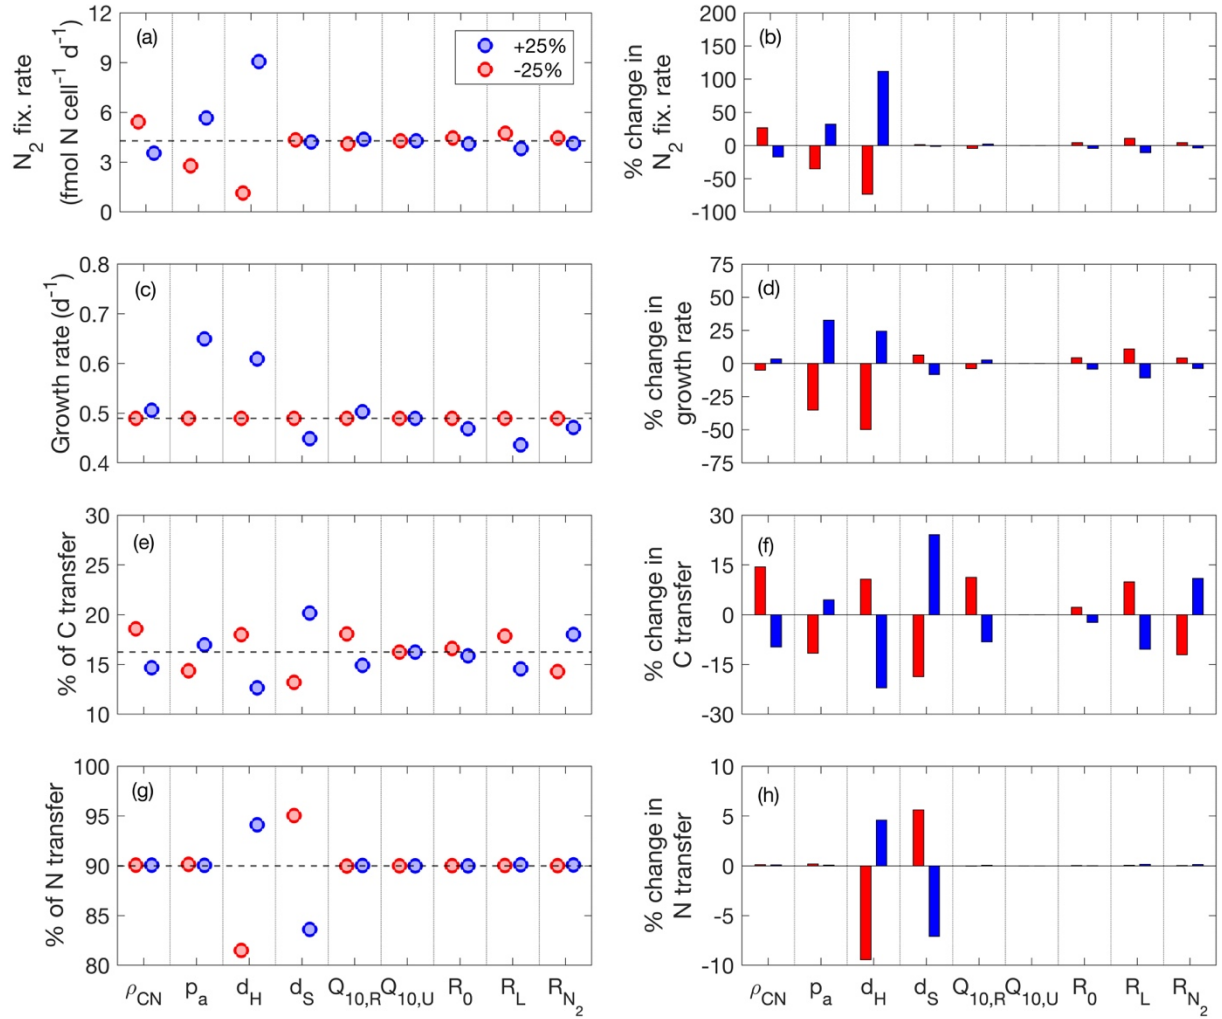 (a)
N2 fix. rate
(fmol N cell-1 d-1)
12
9
6
3
0
+25%
-25%
(b)
% change in
N2 fix. rate
200
150
100
50
0
-50
-100
(c)
Growth rate (d-1)
0.8
0.7
0.6
0.5
0.4
(d)
% change in
growth rate
75
50
25
0
-25
-50
-75
(e)
% of C transfer
30
25
20
15
10
(f)
% change in
C transfer
30
15
0
-15
-30
(g)
% of N transfer
100
95
90
85
80
ρCN pa dH dS Q10,R Q10,U R0 RL RN2
(h)
% change in
N transfer
10
5
0
-5
-10
ρCN pa dH dS Q10,R Q10,U R0 RL RN2